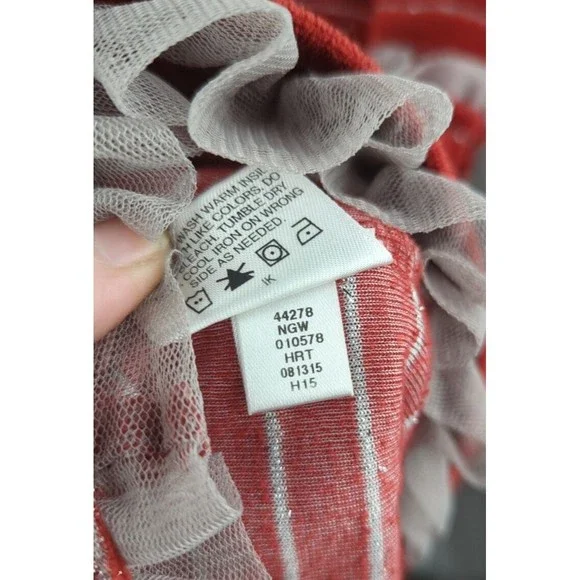 WASH WARM INSI
LIKE COLORS. DO
BLEACH. TUMBLE DRY
COOL IRON ON WRONG
SIDE AS NEEDED.
IK
44278
NGW
010578
HRT
081315
H15